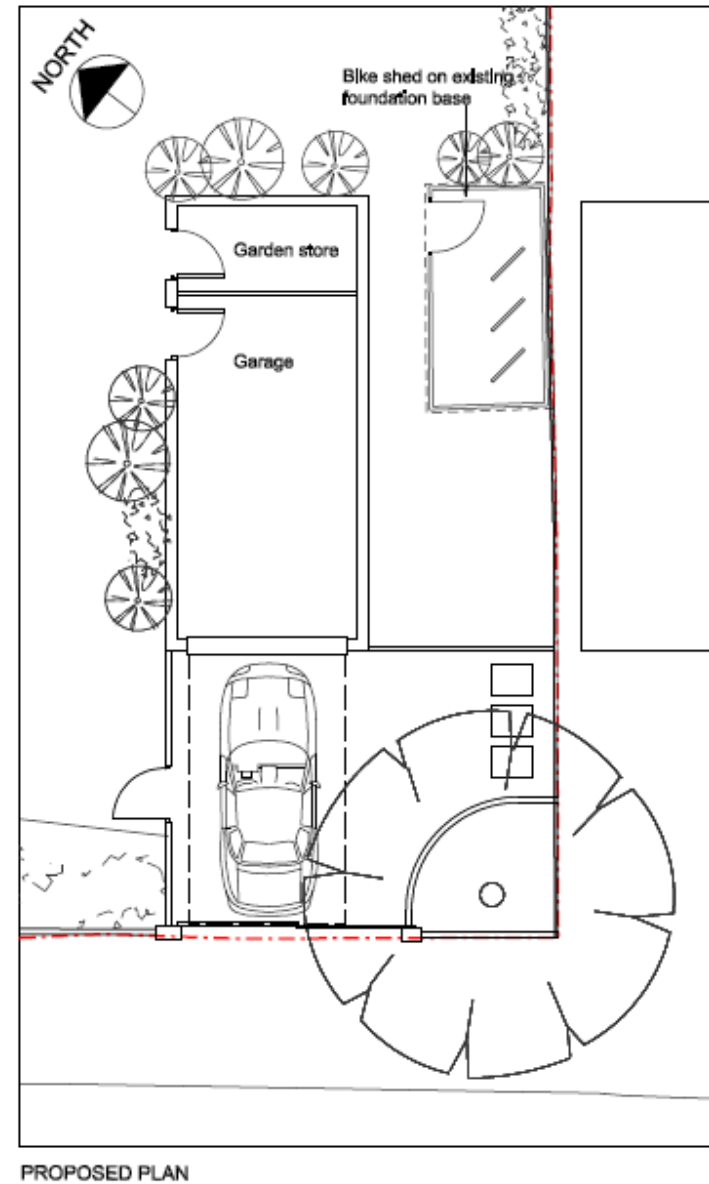 NORTH
Bike shed on existing
foundation base
Garden store
Garage
PROPOSED PLAN